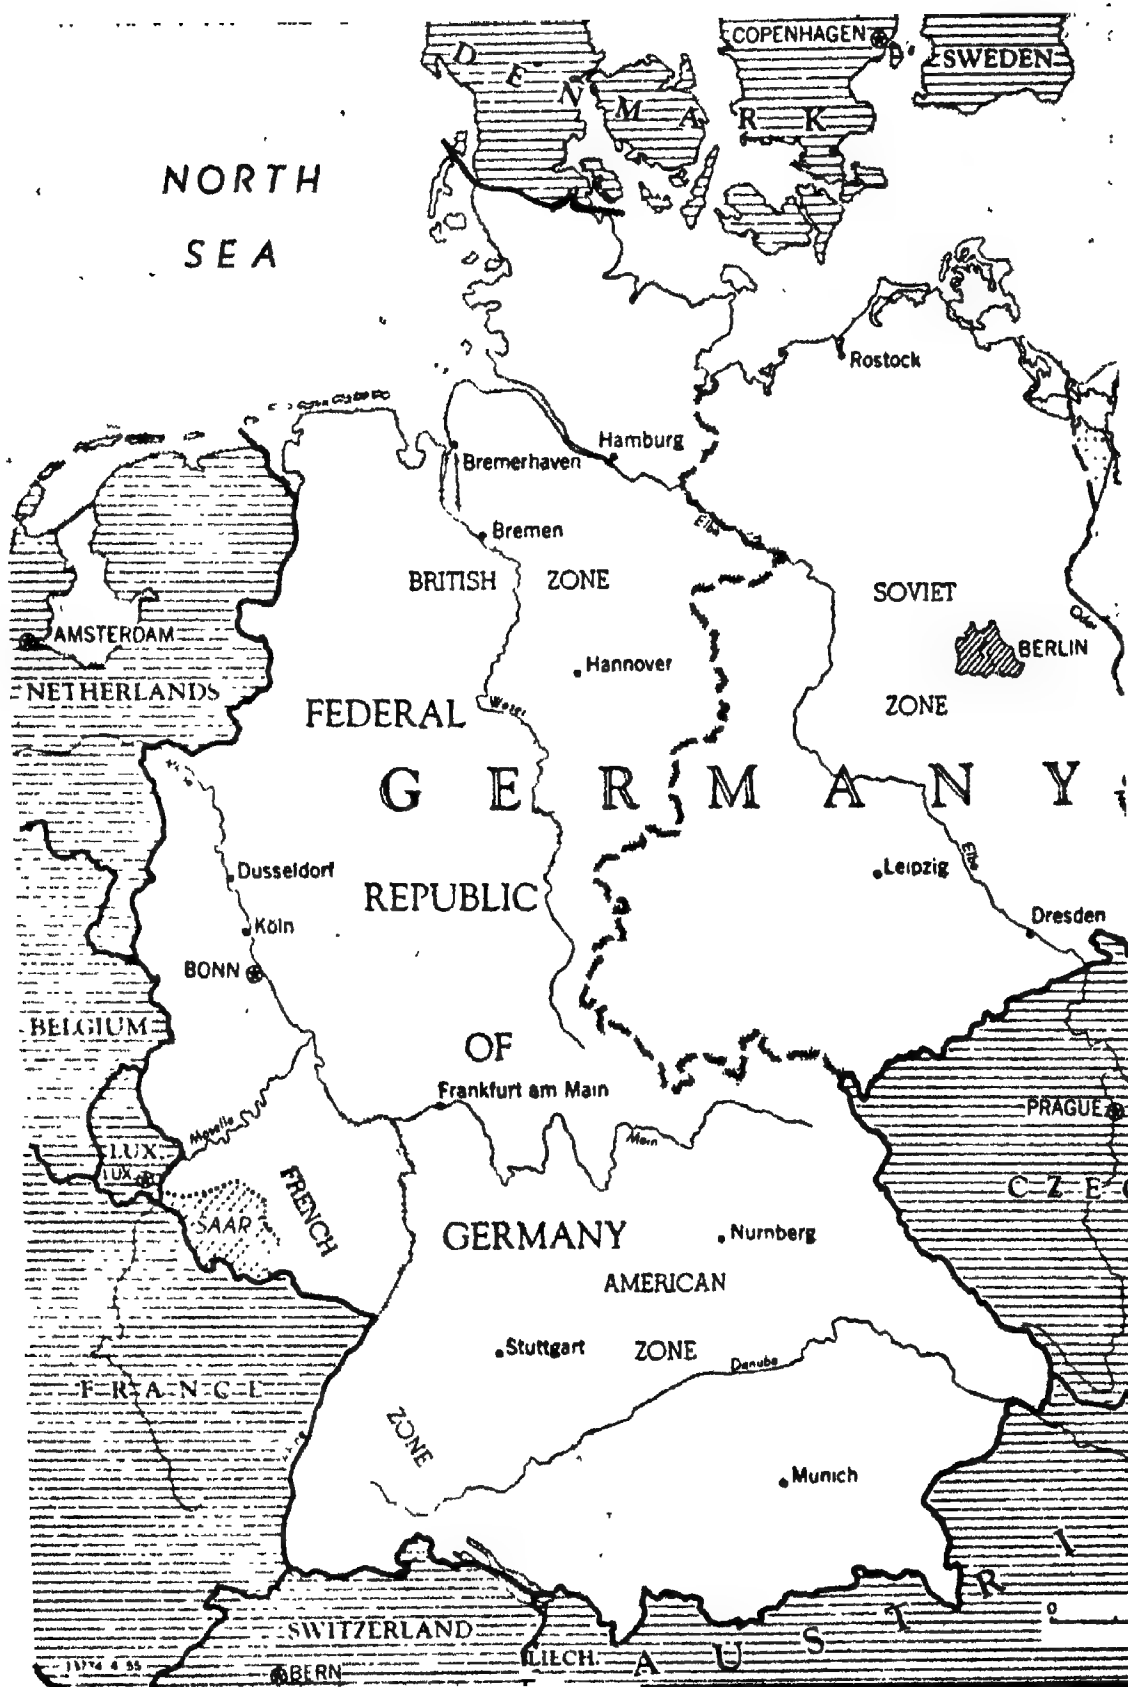 COPENHAGEN
SWEDEN
DENMARK
NORTH
SEA
Rostock
Hamburg
Bremerhaven
Elbe
Bremen
BRITISH ZONE
SOVIET
Oder
AMSTERDAM
BERLIN
Hannover
NETHERLANDS
ZONE
Weser
FEDERAL
GERMANY
Elbe
Dusseldorf
Leipzig
REPUBLIC
Köln
Dresden
BONN
BELGIUM
OF
Frankfurt am Main
PRAGUE
Moselle
Main
LUX.
LUX.
FRENCH
CZE
SAAR
GERMANY
Nurnberg
AMERICAN
Stuttgart
ZONE
Danube
FRANCE
ZONE
Munich
AUSTRI
0
SWITZERLAND
LIECH.
BERN